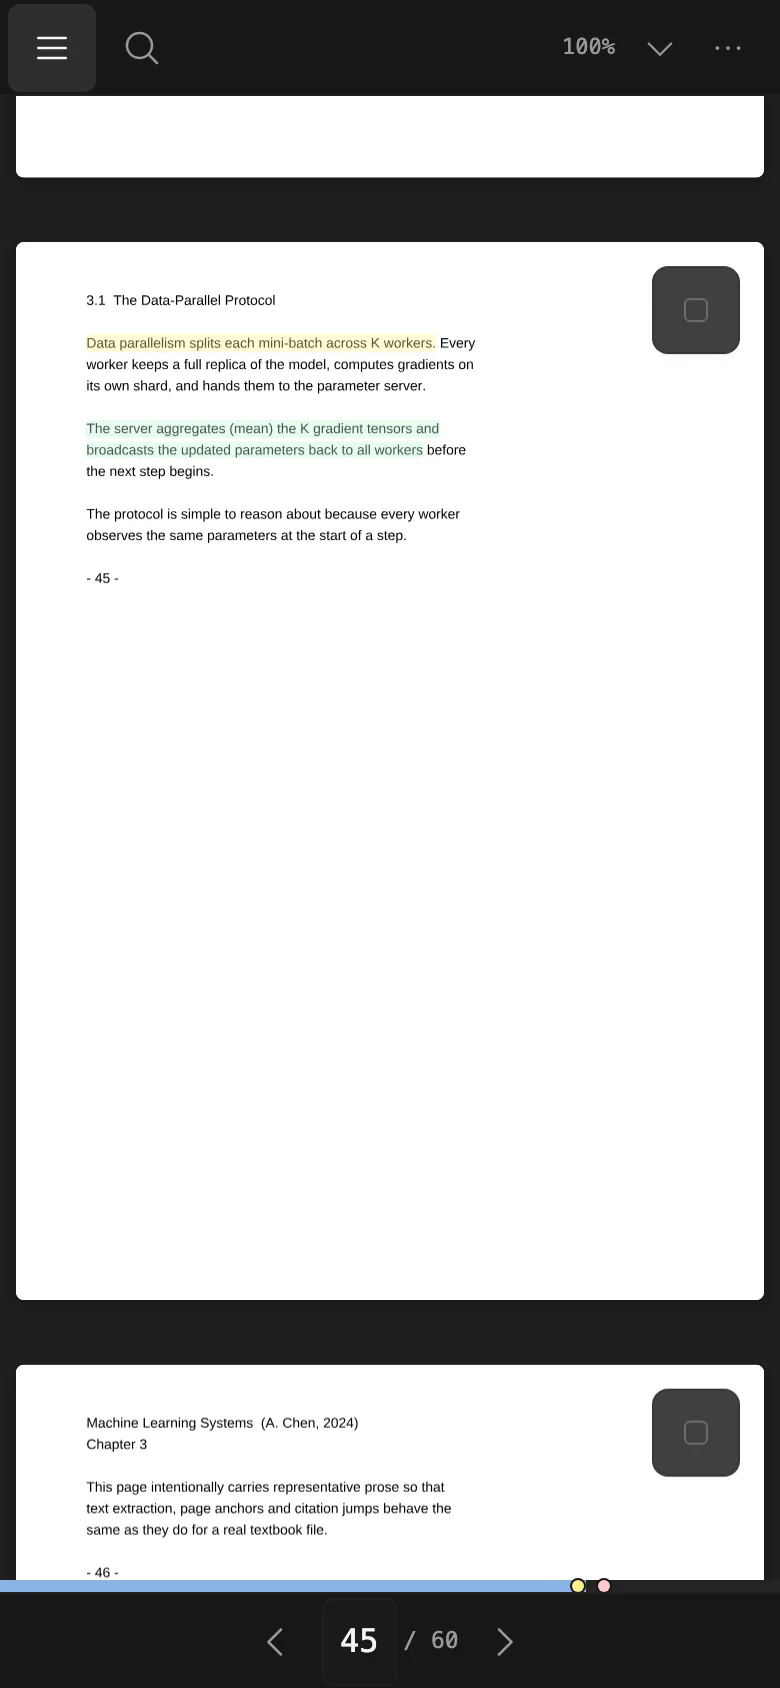 100%
3.1 The Data-Parallel Protocol
Data parallelism splits each mini-batch across K workers. Every
worker keeps a full replica of the model, computes gradients on
its own shard, and hands them to the parameter server.
The server aggregates (mean) the K gradient tensors and
broadcasts the updated parameters back to all workers before
the next step begins.
The protocol is simple to reason about because every worker
observes the same parameters at the start of a step.
- 45 -
Machine Learning Systems (A. Chen, 2024)
Chapter 3
This page intentionally carries representative prose so that
text extraction, page anchors and citation jumps behave the
same as they do for a real textbook file.
- 46 -
45 / 60